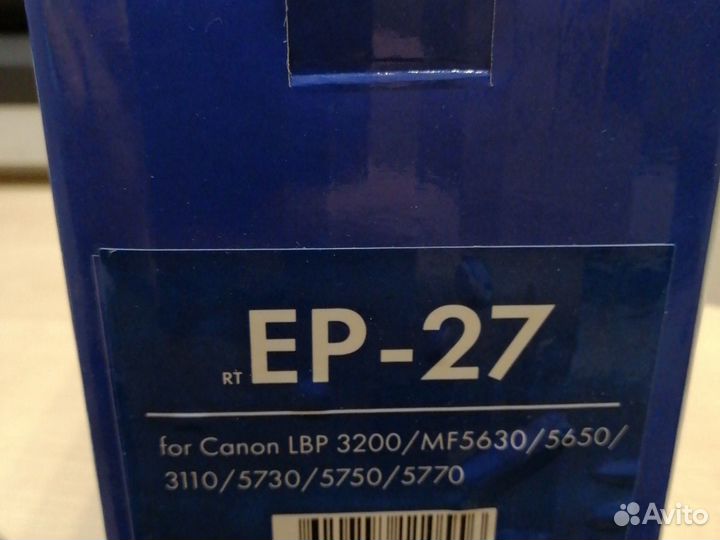 RT EP-27
for Canon LBP 3200/MF5630/5650/
3110/5730/5750/5770
Avito